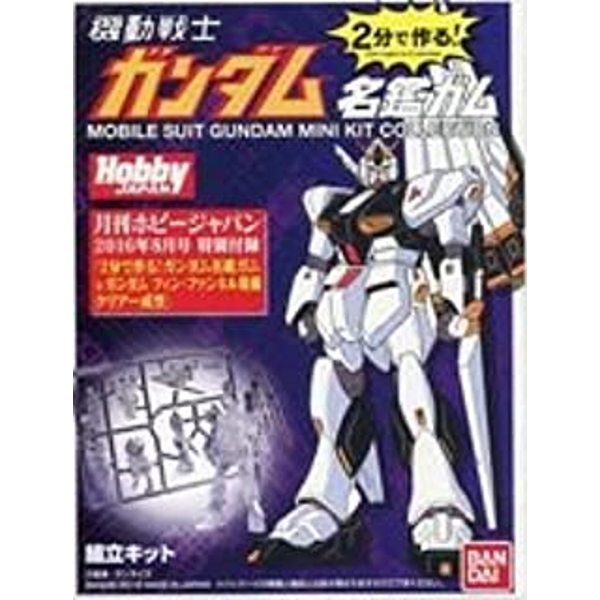 機動戦士
2分で作る!
ガンダム 名鑑ガム
MOBILE SUIT GUNDAM MINI KIT COLLECTION
Hobby
JAPAN
月刊ホビージャパン
2016年8月号 特別付録
「2分で作る!ガンダム名鑑ガム
νガンダム フィン・ファンネル装備
クリアー成型」
組立キット
BAN
DAI